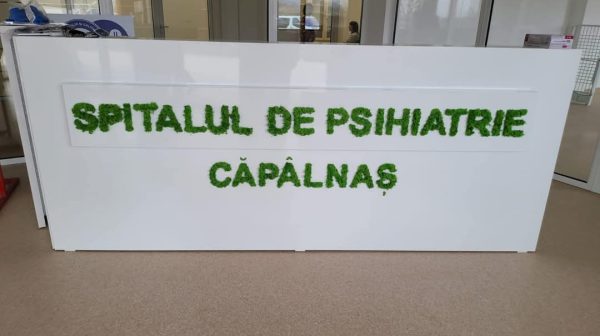 SPITALUL DE PSIHIATRIE
CĂPÂLNAȘ